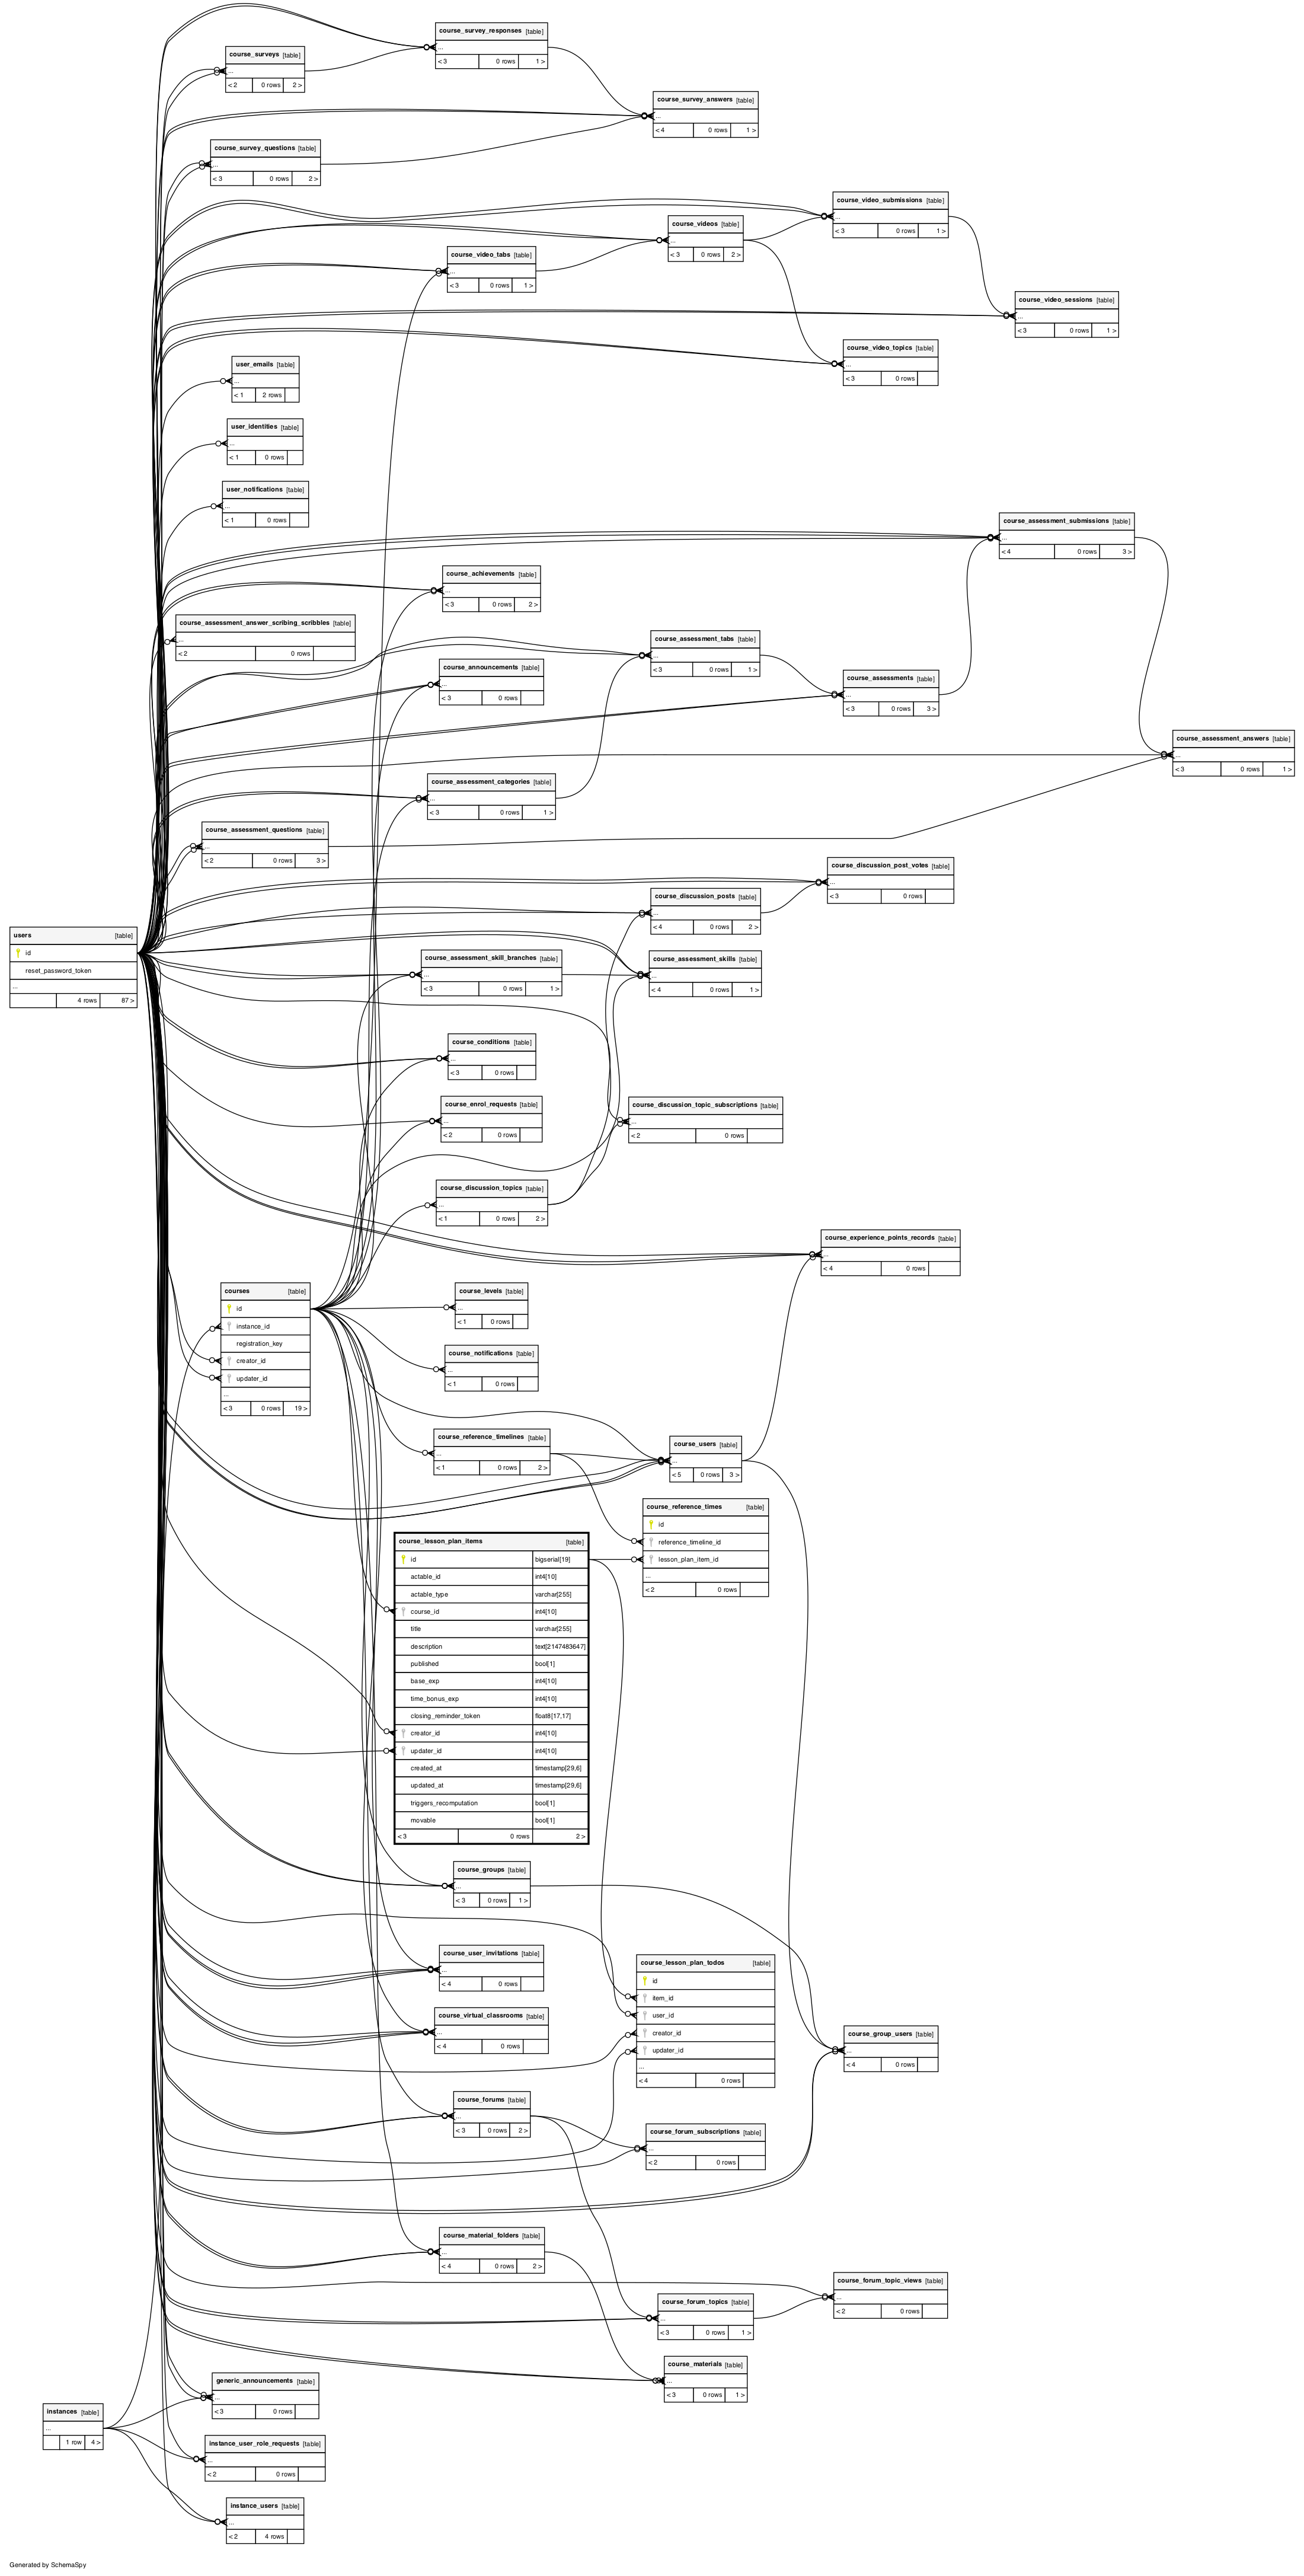 course_survey_responses [table]
...
< 3 0 rows 1 >
course_surveys [table]
...
< 2 0 rows 2 >
course_survey_answers [table]
...
< 4 0 rows 1 >
course_survey_questions [table]
...
< 3 0 rows 2 >
course_video_submissions [table]
...
< 3 0 rows 1 >
course_videos [table]
...
< 3 0 rows 2 >
course_video_tabs [table]
...
< 3 0 rows 1 >
course_video_sessions [table]
...
< 3 0 rows 1 >
course_video_topics [table]
...
< 3 0 rows
user_emails [table]
...
< 1 2 rows
user_identities [table]
...
< 1 0 rows
user_notifications [table]
...
< 1 0 rows
course_assessment_submissions [table]
...
< 4 0 rows 3 >
course_achievements [table]
...
< 3 0 rows 2 >
course_assessment_answer_scribing_scribbles [table]
...
< 2 0 rows
course_assessment_tabs [table]
...
< 3 0 rows 1 >
course_announcements [table]
...
< 3 0 rows
course_assessments [table]
...
< 3 0 rows 3 >
course_assessment_answers [table]
...
< 3 0 rows 1 >
course_assessment_categories [table]
...
< 3 0 rows 1 >
course_assessment_questions [table]
...
< 2 0 rows 3 >
course_discussion_post_votes [table]
...
< 3 0 rows
course_discussion_posts [table]
...
< 4 0 rows 2 >
users [table]
id
reset_password_token
...
4 rows 87 >
course_assessment_skill_branches [table]
...
< 3 0 rows 1 >
course_assessment_skills [table]
...
< 4 0 rows 1 >
course_conditions [table]
...
< 3 0 rows
course_enrol_requests [table]
...
< 2 0 rows
course_discussion_topic_subscriptions [table]
...
< 2 0 rows
course_discussion_topics [table]
...
< 1 0 rows 2 >
course_experience_points_records [table]
...
< 4 0 rows
courses [table]
id
instance_id
registration_key
creator_id
updater_id
...
< 3 0 rows 19 >
course_levels [table]
...
< 1 0 rows
course_notifications [table]
...
< 1 0 rows
course_reference_timelines [table]
...
< 1 0 rows 2 >
course_users [table]
...
< 5 0 rows 3 >
course_reference_times [table]
id
reference_timeline_id
lesson_plan_item_id
...
< 2 0 rows
course_lesson_plan_items [table]
id bigserial[19]
actable_id int4[10]
actable_type varchar[255]
course_id int4[10]
title varchar[255]
description text[2147483647]
published bool[1]
base_exp int4[10]
time_bonus_exp int4[10]
closing_reminder_token float8[17,17]
creator_id int4[10]
updater_id int4[10]
created_at timestamp[29,6]
updated_at timestamp[29,6]
triggers_recomputation bool[1]
movable bool[1]
< 3 0 rows 2 >
course_groups [table]
...
< 3 0 rows 1 >
course_user_invitations [table]
...
< 4 0 rows
course_lesson_plan_todos [table]
id
item_id
user_id
creator_id
updater_id
...
< 4 0 rows
course_virtual_classrooms [table]
...
< 4 0 rows
course_group_users [table]
...
< 4 0 rows
course_forums [table]
...
< 3 0 rows 2 >
course_forum_subscriptions [table]
...
< 2 0 rows
course_material_folders [table]
...
< 4 0 rows 2 >
course_forum_topic_views [table]
...
< 2 0 rows
course_forum_topics [table]
...
< 3 0 rows 1 >
course_materials [table]
...
< 3 0 rows 1 >
generic_announcements [table]
...
< 3 0 rows
instances [table]
...
1 row 4 >
instance_user_role_requests [table]
...
< 2 0 rows
instance_users [table]
...
< 2 4 rows
Generated by SchemaSpy